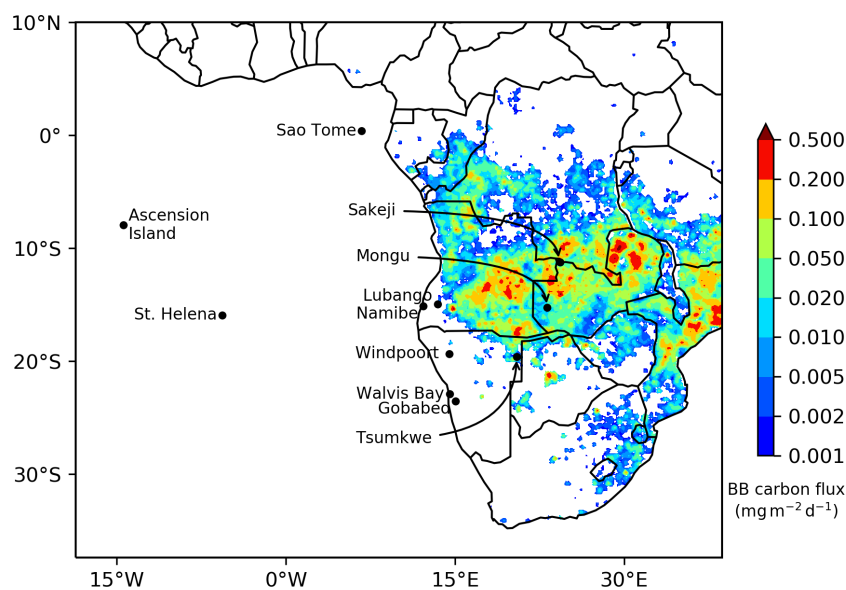 10°N
0°
10°S
20°S
30°S
15°W
0°W
15°E
30°E
Sao Tome
Ascension
Island
St. Helena
Sakeji
Mongu
Lubango
Namibe
Windpoort
Walvis Bay
Gobabed
Tsumkwe
0.500
0.200
0.100
0.050
0.020
0.010
0.005
0.002
0.001
BB carbon flux
(mg m⁻² d⁻¹)